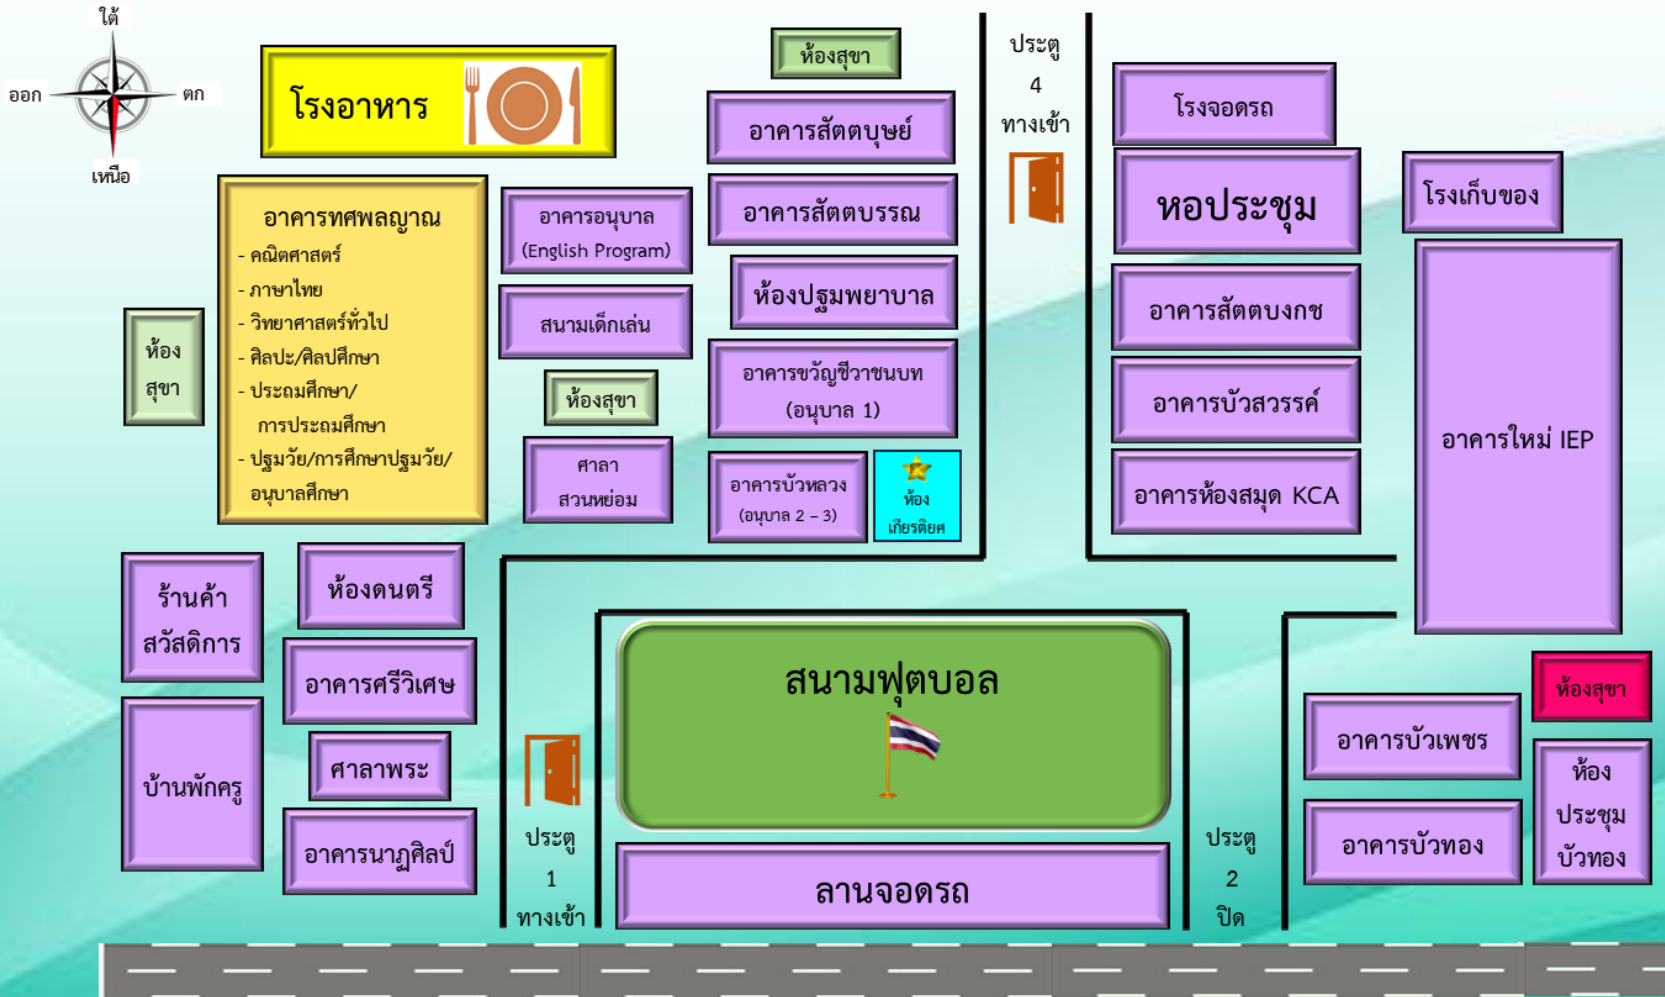 ใต้
ออก
ตก
เหนือ
โรงอาหาร
ห้องสุขา
ประตู
4
ทางเข้า
โรงจอดรถ
อาคารสัตตบุษย์
หอประชุม
โรงเก็บของ
อาคารทศพลญาณ
- คณิตศาสตร์
- ภาษาไทย
- วิทยาศาสตร์ทั่วไป
- ศิลปะ/ศิลปศึกษา
- ประถมศึกษา/
การประถมศึกษา
- ปฐมวัย/การศึกษาปฐมวัย/
อนุบาลศึกษา
อาคารอนุบาล
(English Program)
อาคารสัตตบรรณ
ห้องปฐมพยาบาล
สนามเด็กเล่น
อาคารสัตตบงกช
ห้อง
สุขา
ห้องสุขา
อาคารขวัญชีวาชนบท
(อนุบาล 1)
อาคารบัวสวรรค์
อาคารใหม่ IEP
ศาลา
สวนหย่อม
อาคารบัวหลวง
(อนุบาล 2 – 3)
ห้อง
เกียรติยศ
อาคารห้องสมุด KCA
ร้านค้า
สวัสดิการ
ห้องดนตรี
อาคารศรีวิเศษ
สนามฟุตบอล
ห้องสุขา
บ้านพักครู
ศาลาพระ
อาคารบัวเพชร
ห้อง
ประชุม
บัวทอง
อาคารนาฏศิลป์
ประตู
1
ทางเข้า
ลานจอดรถ
ประตู
2
ปิด
อาคารบัวทอง